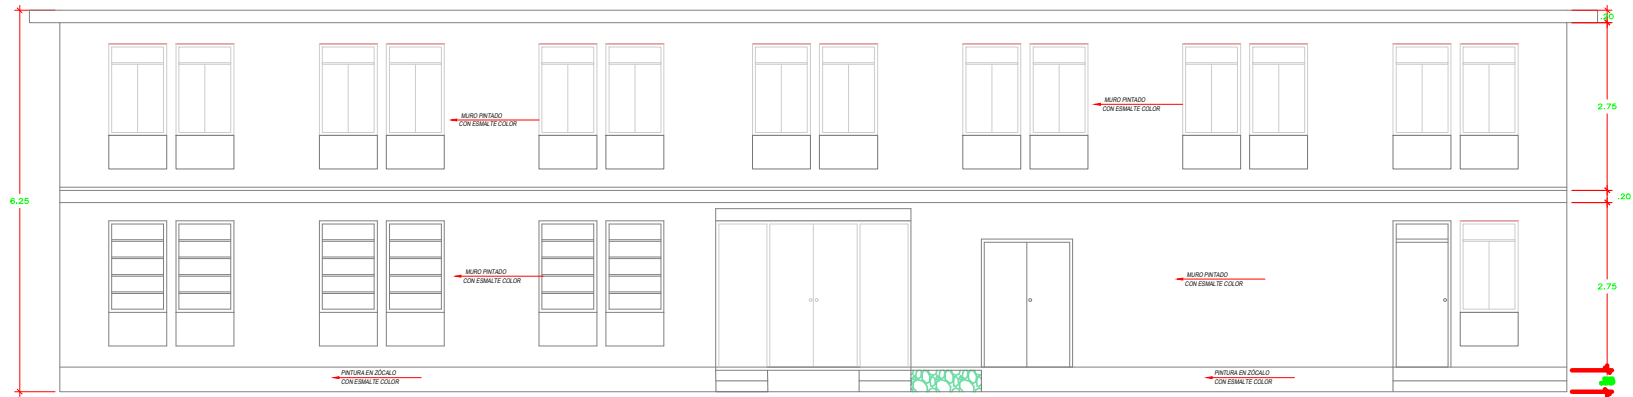 .20
MURO PINTADO
CON ESMALTE COLOR
2.75
MURO PINTADO
CON ESMALTE COLOR
6.25
.20
MURO PINTADO
CON ESMALTE COLOR
MURO PINTADO
CON ESMALTE COLOR
2.75
PINTURA EN ZÓCALO
CON ESMALTE COLOR
PINTURA EN ZÓCALO
CON ESMALTE COLOR